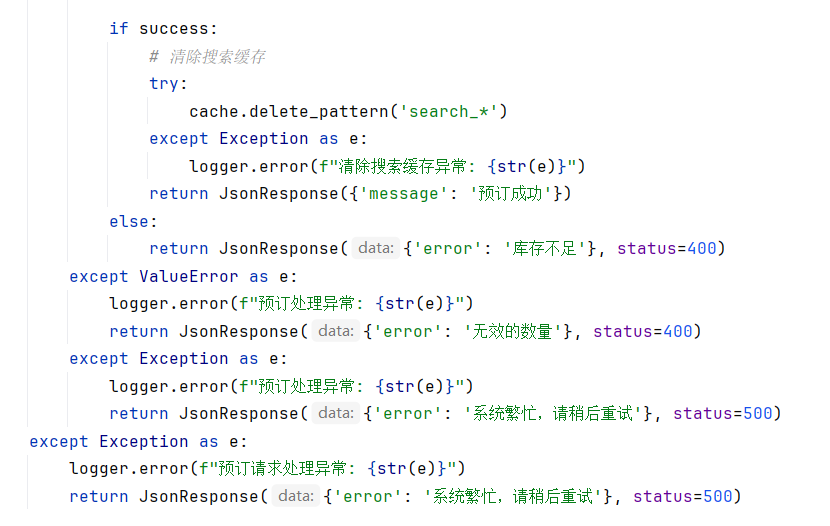 if success:
# 清除搜索缓存
try:
cache.delete_pattern('search_*')
except Exception as e:
logger.error(f"清除搜索缓存异常: {str(e)}")
return JsonResponse({'message': '预订成功'})
else:
return JsonResponse( data: {'error': '库存不足'}, status=400)
except ValueError as e:
logger.error(f"预订处理异常: {str(e)}")
return JsonResponse( data: {'error': '无效的数量'}, status=400)
except Exception as e:
logger.error(f"预订处理异常: {str(e)}")
return JsonResponse( data: {'error': '系统繁忙，请稍后重试'}, status=500)
except Exception as e:
logger.error(f"预订请求处理异常: {str(e)}")
return JsonResponse( data: {'error': '系统繁忙，请稍后重试'}, status=500)